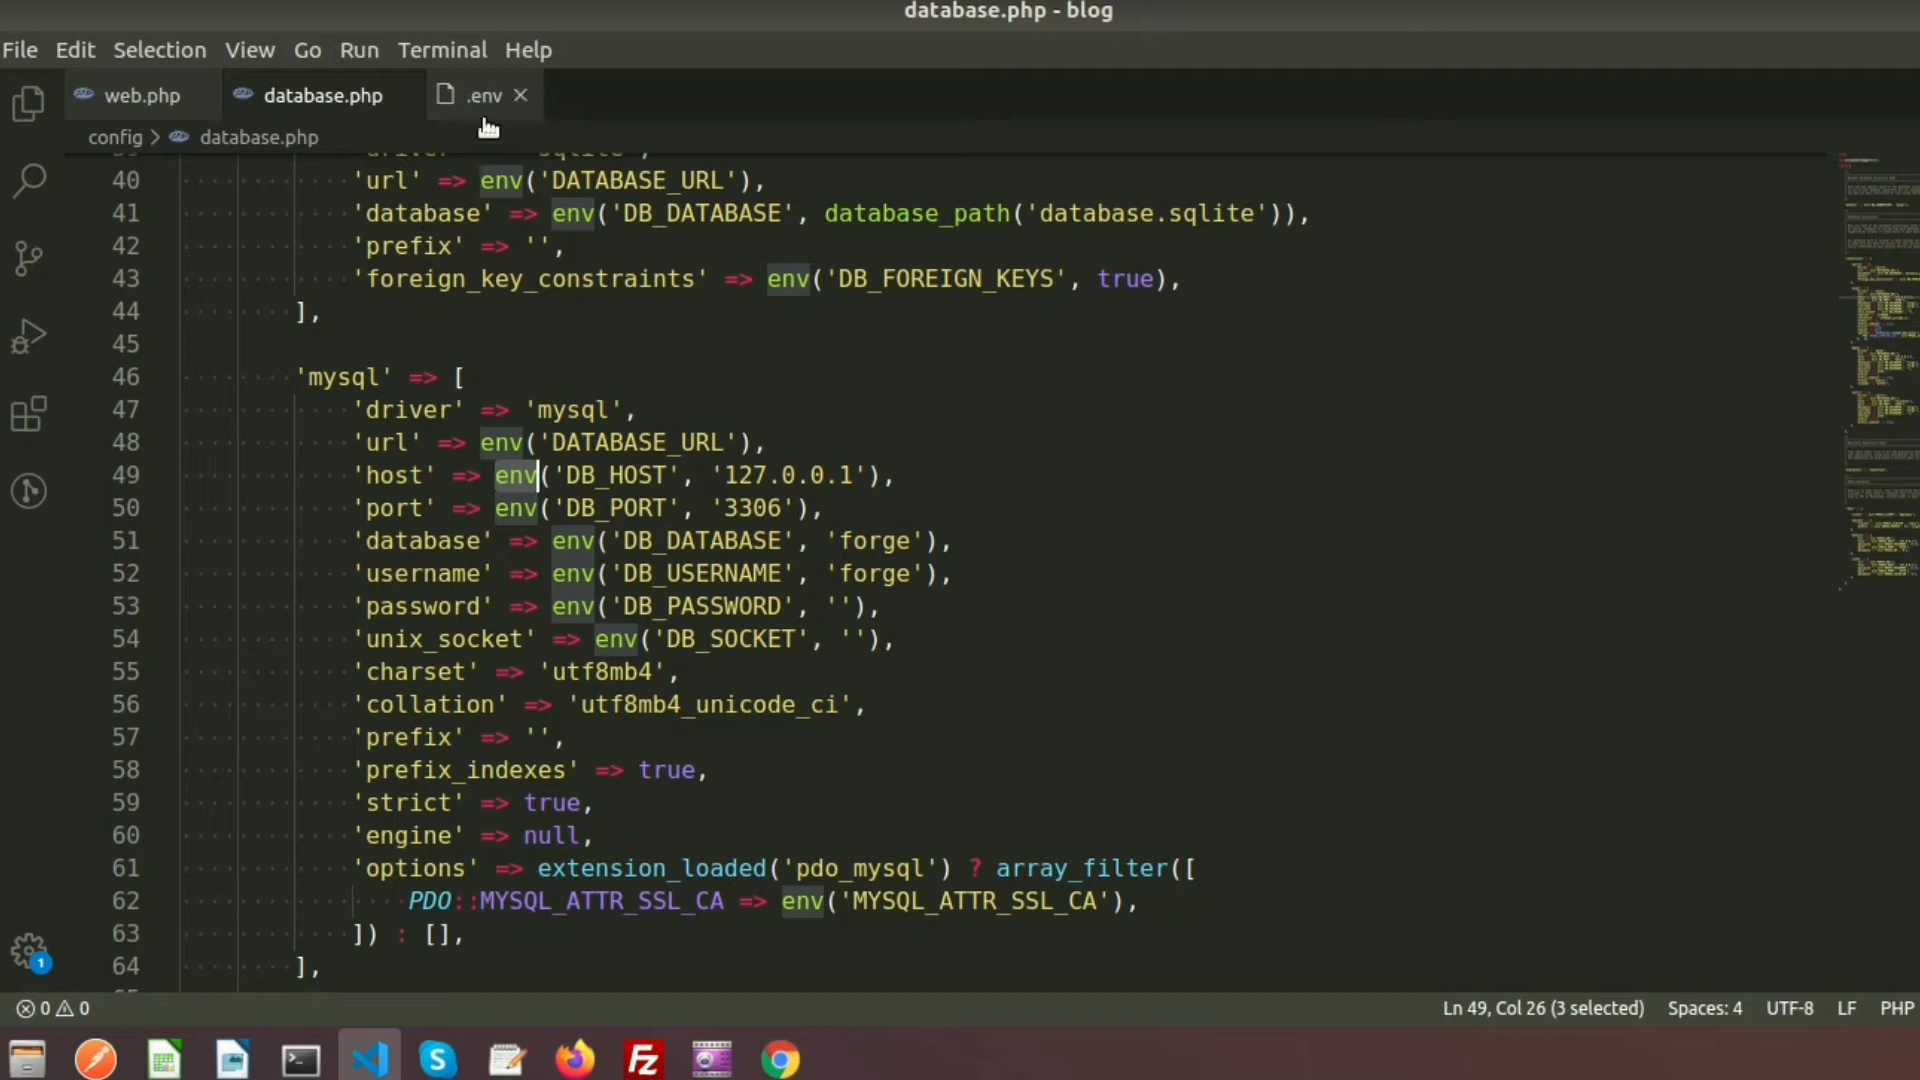 database.php - blog
File Edit Selection View Go Run Terminal Help
web.php database.php .env
config > database.php
40 'url' => env('DATABASE_URL'),
41 'database' => env('DB_DATABASE', database_path('database.sqlite')),
42 'prefix' => '',
43 'foreign_key_constraints' => env('DB_FOREIGN_KEYS', true),
44 ],
45
46 'mysql' => [
47 'driver' => 'mysql',
48 'url' => env('DATABASE_URL'),
49 'host' => env('DB_HOST', '127.0.0.1'),
50 'port' => env('DB_PORT', '3306'),
51 'database' => env('DB_DATABASE', 'forge'),
52 'username' => env('DB_USERNAME', 'forge'),
53 'password' => env('DB_PASSWORD', ''),
54 'unix_socket' => env('DB_SOCKET', ''),
55 'charset' => 'utf8mb4',
56 'collation' => 'utf8mb4_unicode_ci',
57 'prefix' => '',
58 'prefix_indexes' => true,
59 'strict' => true,
60 'engine' => null,
61 'options' => extension_loaded('pdo_mysql') ? array_filter([
62 PDO::MYSQL_ATTR_SSL_CA => env('MYSQL_ATTR_SSL_CA'),
63 ]) : [],
64 ],
1
0 0
Ln 49, Col 26 (3 selected) Spaces: 4 UTF-8 LF PHP
S
Fz